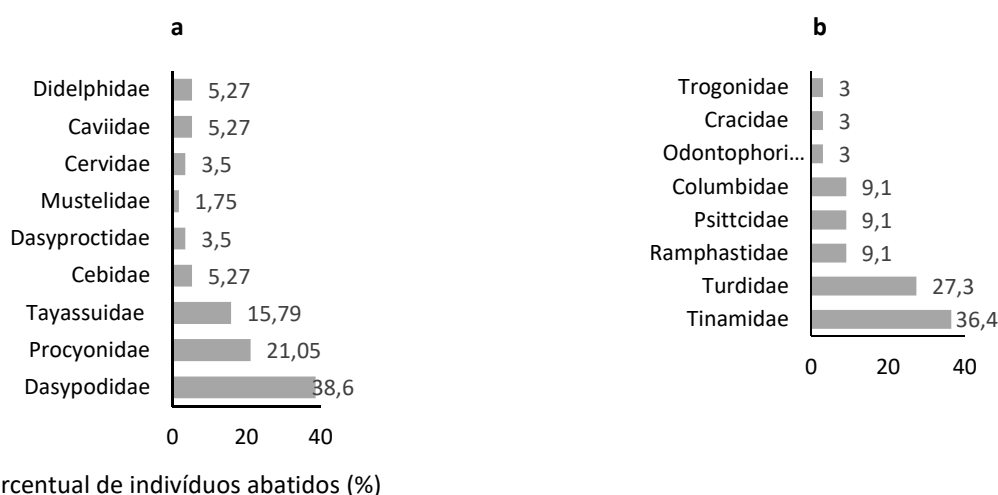 a
Didelphidae 5,27
Caviidae 5,27
Cervidae 3,5
Mustelidae 1,75
Dasyproctidae 3,5
Cebidae 5,27
Tayassuidae 15,79
Procyonidae 21,05
Dasypodidae 38,6
0 20 40
rcentual de indivíduos abatidos (%)
b
Trogonidae 3
Cracidae 3
Odontophori... 3
Columbidae 9,1
Psittcidae 9,1
Ramphastidae 9,1
Turdidae 27,3
Tinamidae 36,4
0 20 40